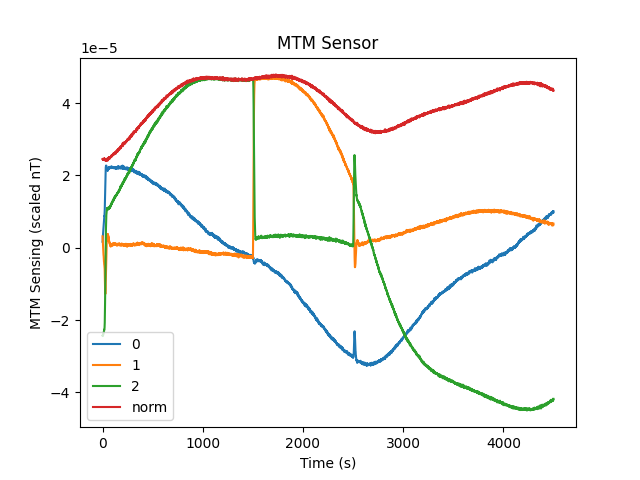 MTM Sensor
1e−5
MTM Sensing (scaled nT)
4
2
0
−2
−4
0
1
2
norm
0
1000
2000
3000
4000
Time (s)